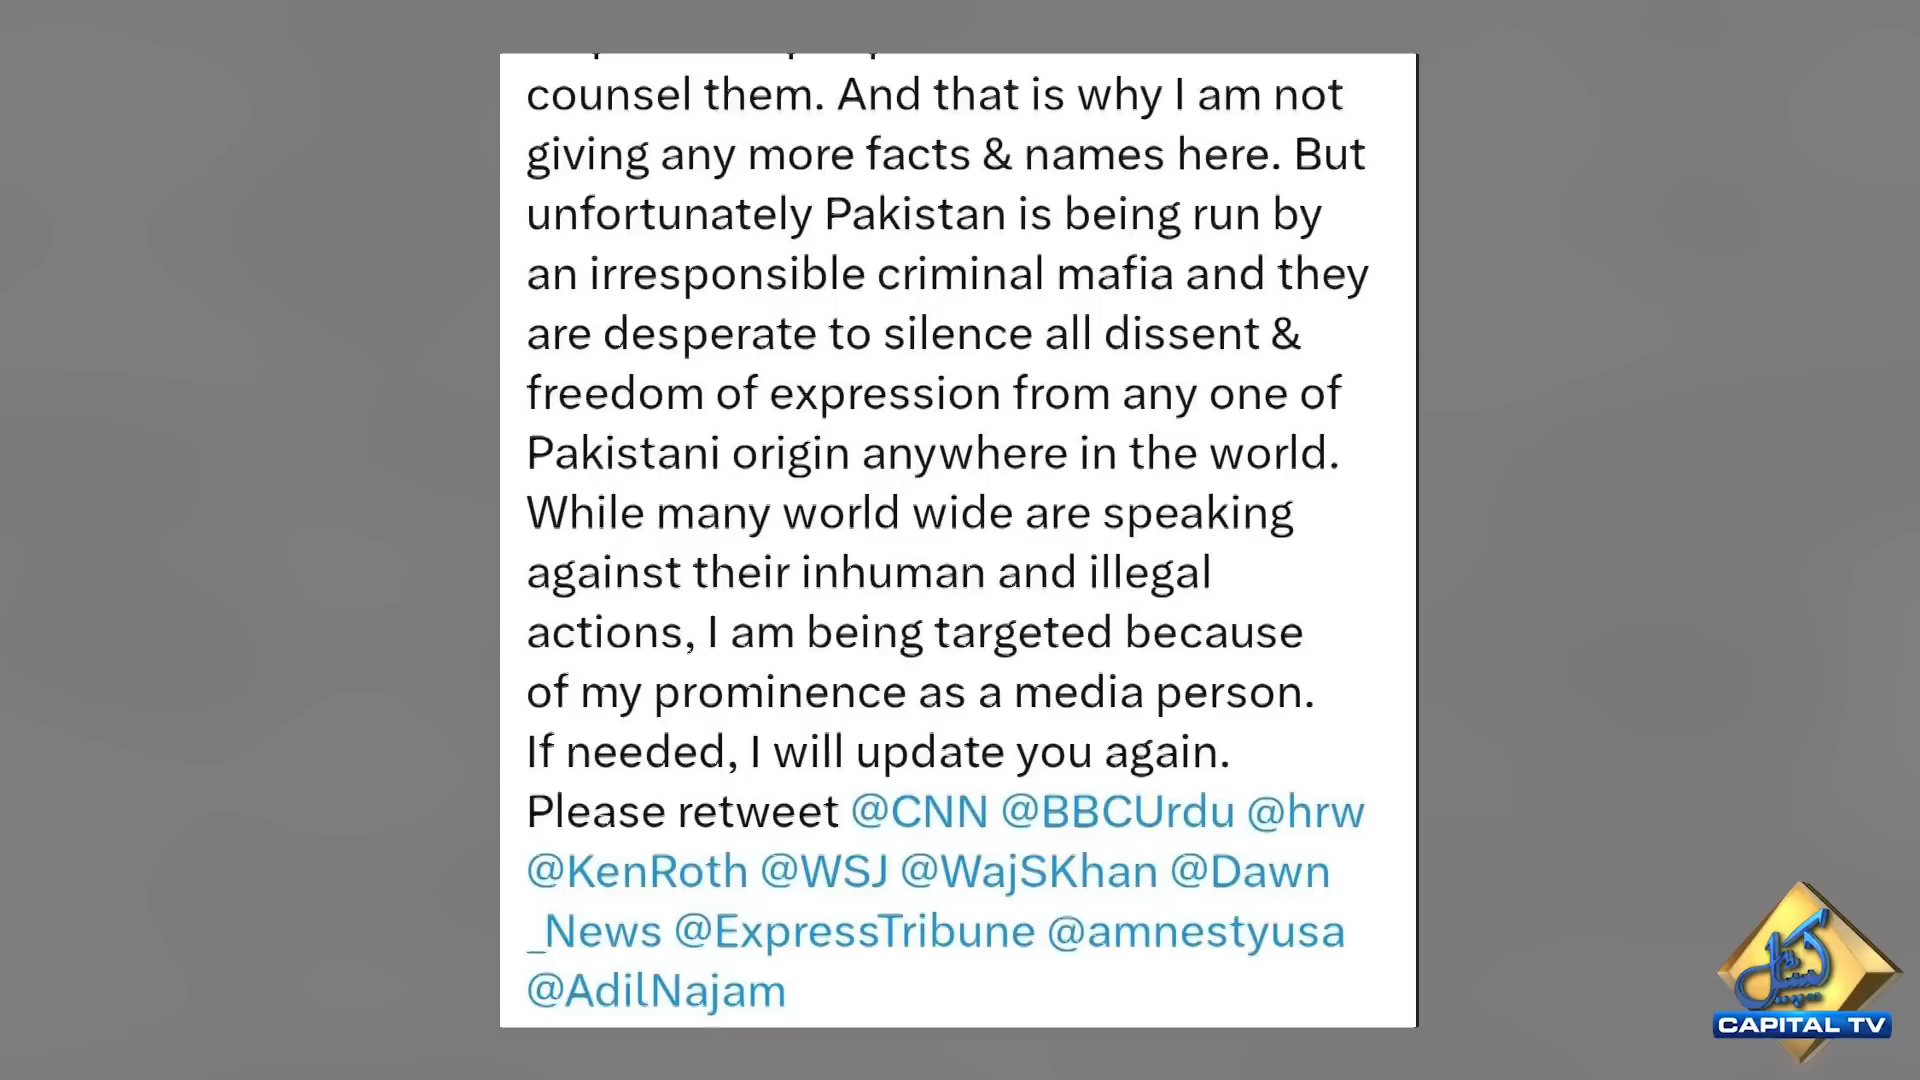 counsel them. And that is why I am not
giving any more facts & names here. But
unfortunately Pakistan is being run by
an irresponsible criminal mafia and they
are desperate to silence all dissent &
freedom of expression from any one of
Pakistani origin anywhere in the world.
While many world wide are speaking
against their inhuman and illegal
actions, I am being targeted because
of my prominence as a media person.
If needed, I will update you again.
Please retweet @CNN @BBCUrdu @hrw
@KenRoth @WSJ @WajSKhan @Dawn
_News @ExpressTribune @amnestyusa
@AdilNajam
کیپیٹل
CAPITAL TV